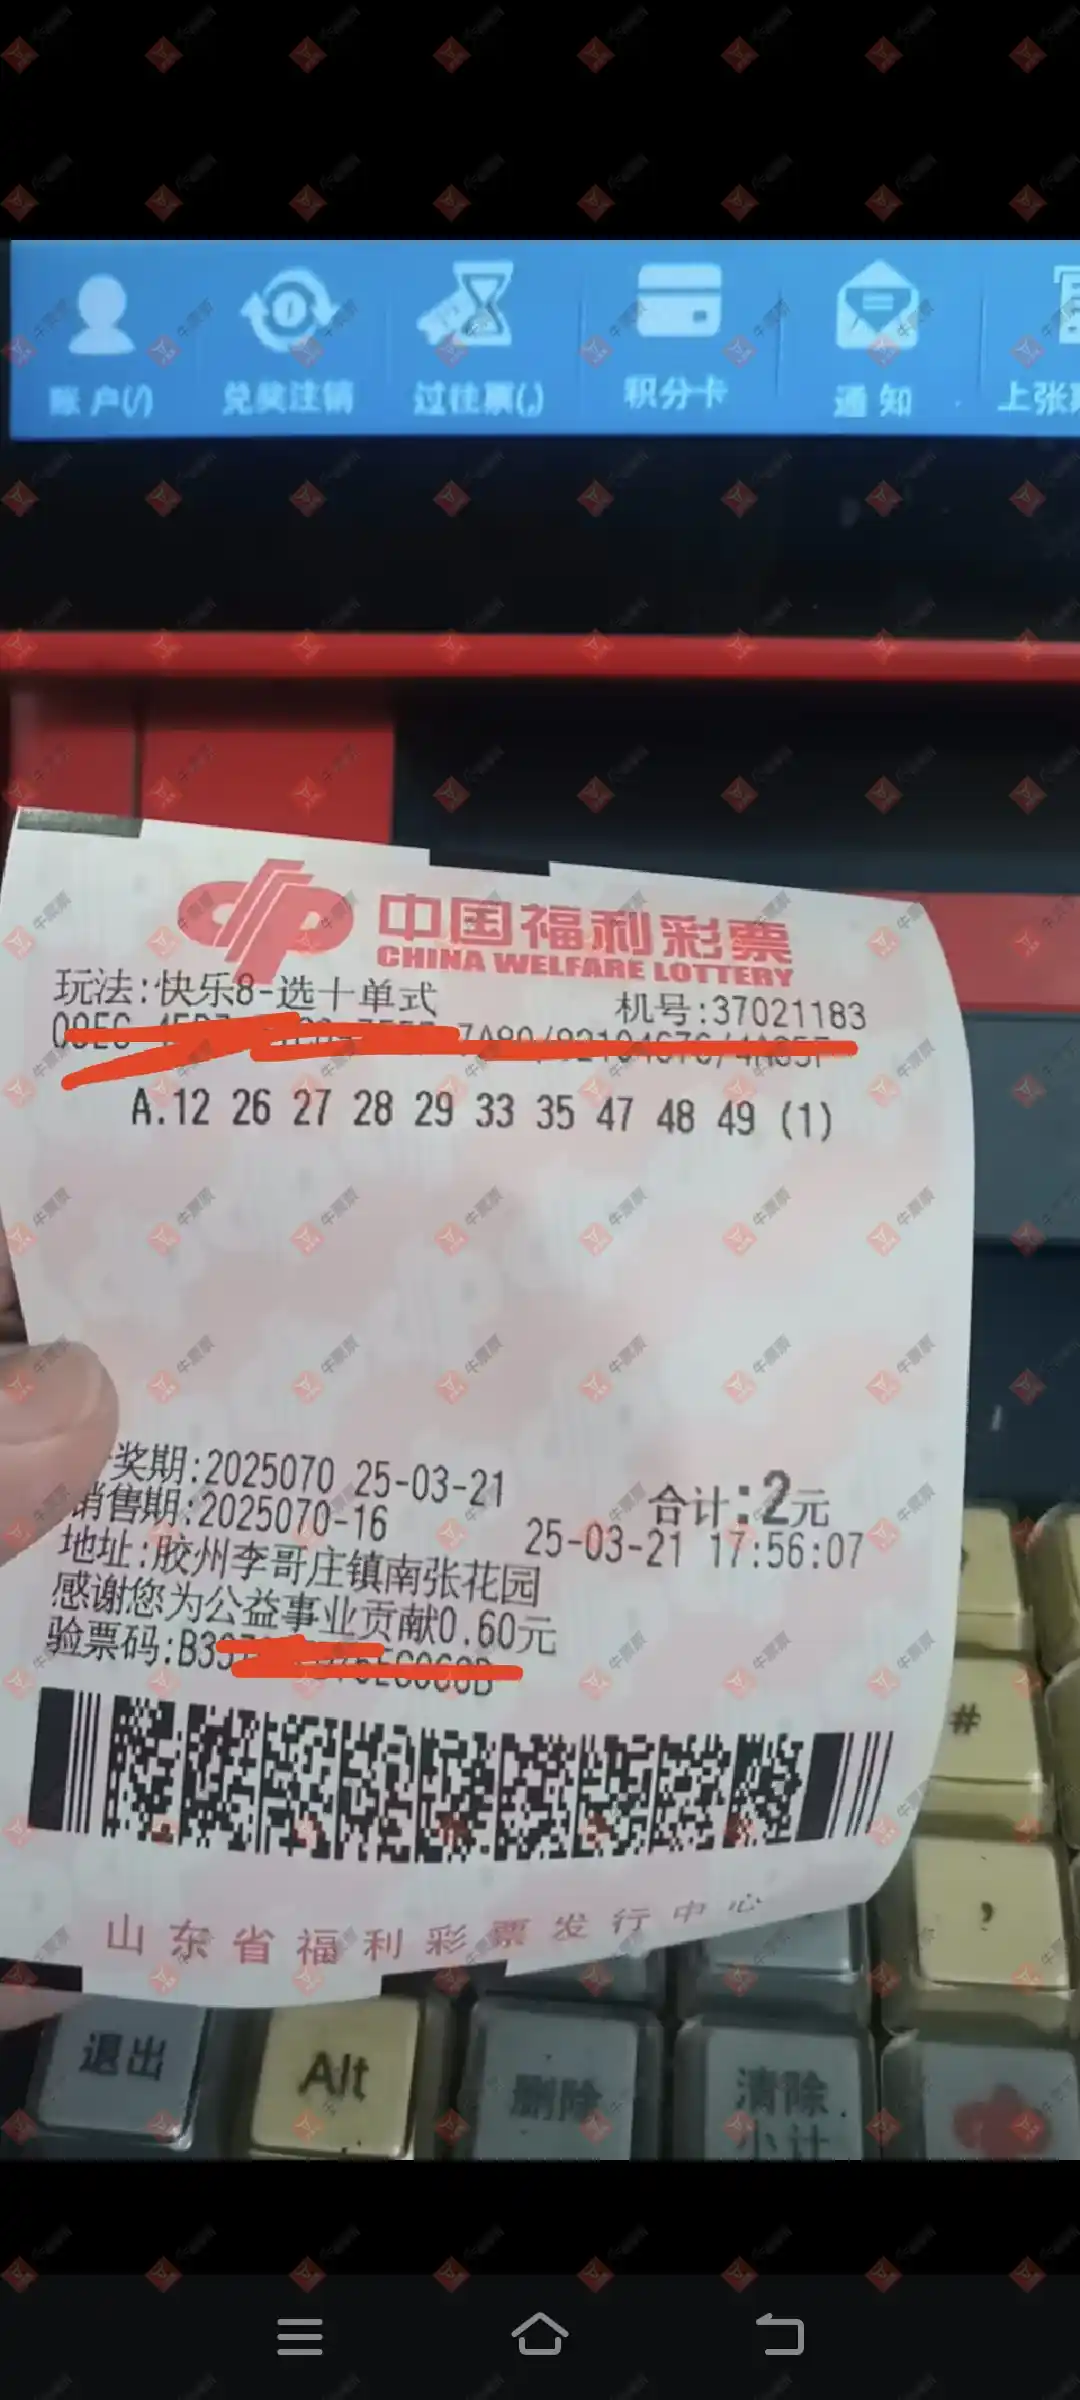 账户(/)
兑奖注销
过往票(,)
积分卡
通知
上张
中国福利彩票
CHINA WELFARE LOTTERY
玩法:快乐8-选十单式
机号:37021183
A.12 26 27 28 29 33 35 47 48 49 (1)
奖期:2025070 25-03-21
合计:2元
销售期:2025070-16
25-03-21 17:56:07
地址:胶州李哥庄镇南张花园
感谢您为公益事业贡献0.60元
验票码:B3
山东省福利彩票发行中心
#
,
退出
Alt
删除
清除
小计
牛票票